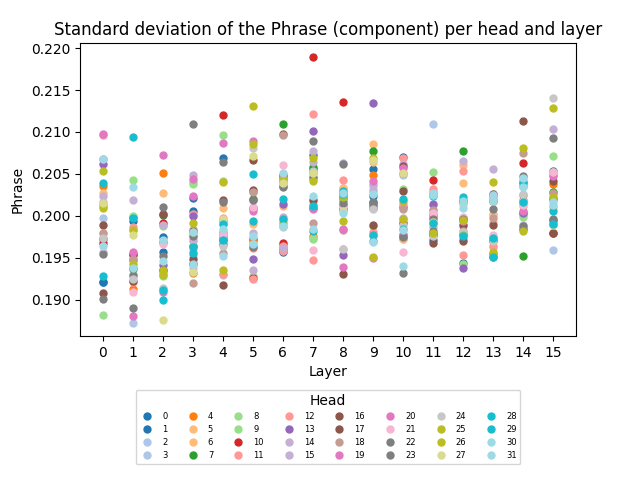 Standard deviation of the Phrase (component) per head and layer
0.220
0.215
0.210
0.205
0.200
0.195
0.190
Phrase
0 1 2 3 4 5 6 7 8 9 10 11 12 13 14 15
Layer
Head
0 4 8 12 16 20 24 28
1 5 9 13 17 21 25 29
2 6 10 14 18 22 26 30
3 7 11 15 19 23 27 31